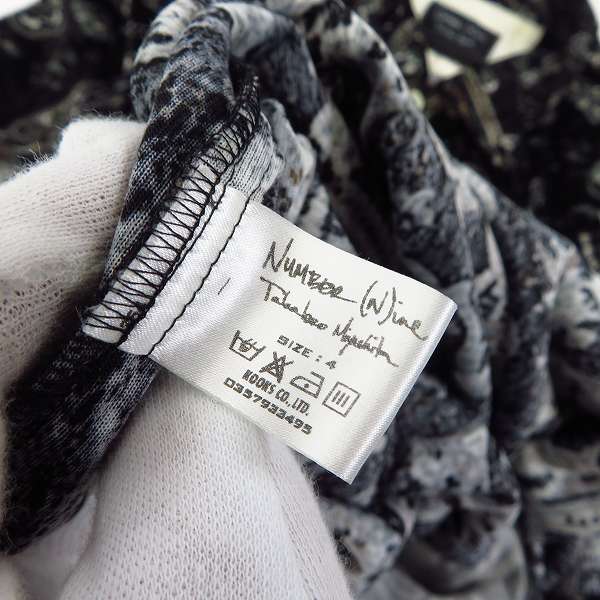 NUMBER (N)ine
Takahiro Miyashita
SIZE : 4
KOOKS CO., LTD.
0357933495